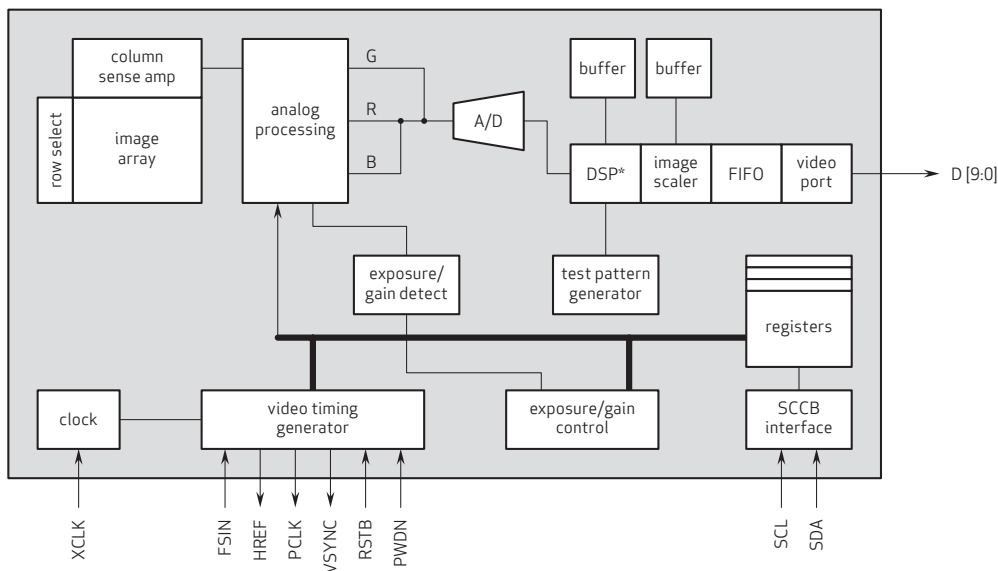 column
sense amp
row select
image
array
analog
processing
G
R
B
A/D
buffer
buffer
DSP*
image
scaler
FIFO
video
port
D [9:0]
exposure/
gain detect
test pattern
generator
registers
clock
video timing
generator
exposure/gain
control
SCCB
interface
XCLK
FSIN
HREF
PCLK
VSYNC
RSTB
PWDN
SCL
SDA